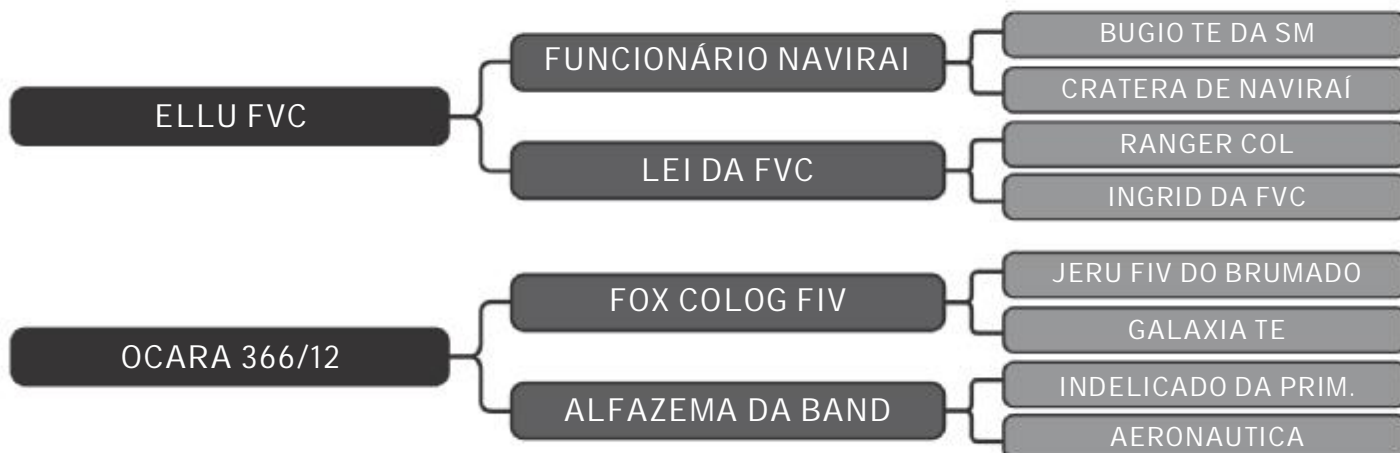 BUGIO TE DA SM
FUNCIONÁRIO NAVIRAI
CRATERA DE NAVIRAÍ
ELLU FVC
RANGER COL
LEI DA FVC
INGRID DA FVC
JERU FIV DO BRUMADO
FOX COLOG FIV
GALAXIA TE
OCARA 366/12
INDELICADO DA PRIM.
ALFAZEMA DA BAND
AERONAUTICA